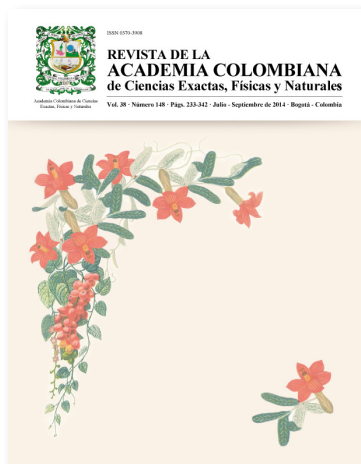 ISSN 0370-3908
REVISTA DE LA
ACADEMIA COLOMBIANA
de Ciencias Exactas, Físicas y Naturales
Academia Colombiana de Ciencias
Exactas, Físicas y Naturales
Vol. 38 · Número 148 · Págs. 233-342 · Julio - Septiembre de 2014 · Bogotá - Colombia